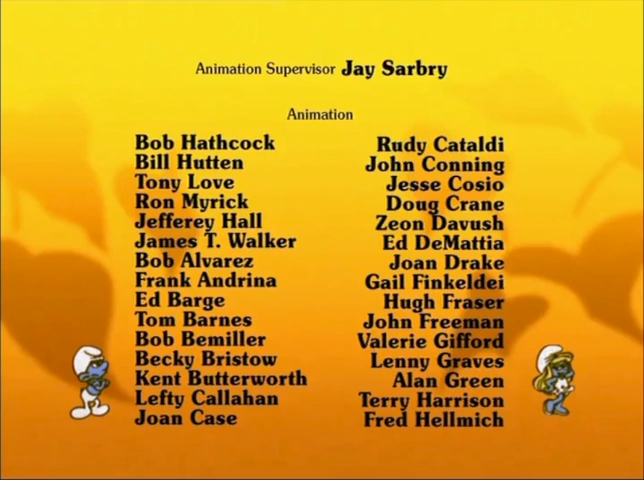 Animation Supervisor Jay Sarbry
Animation
Bob Hathcock
Bill Hutten
Tony Love
Ron Myrick
Jefferey Hall
James T. Walker
Bob Alvarez
Frank Andrina
Ed Barge
Tom Barnes
Bob Bemiller
Becky Bristow
Kent Butterworth
Lefty Callahan
Joan Case
Rudy Cataldi
John Conning
Jesse Cosio
Doug Crane
Zeon Davush
Ed DeMattia
Joan Drake
Gail Finkeldei
Hugh Fraser
John Freeman
Valerie Gifford
Lenny Graves
Alan Green
Terry Harrison
Fred Hellmich